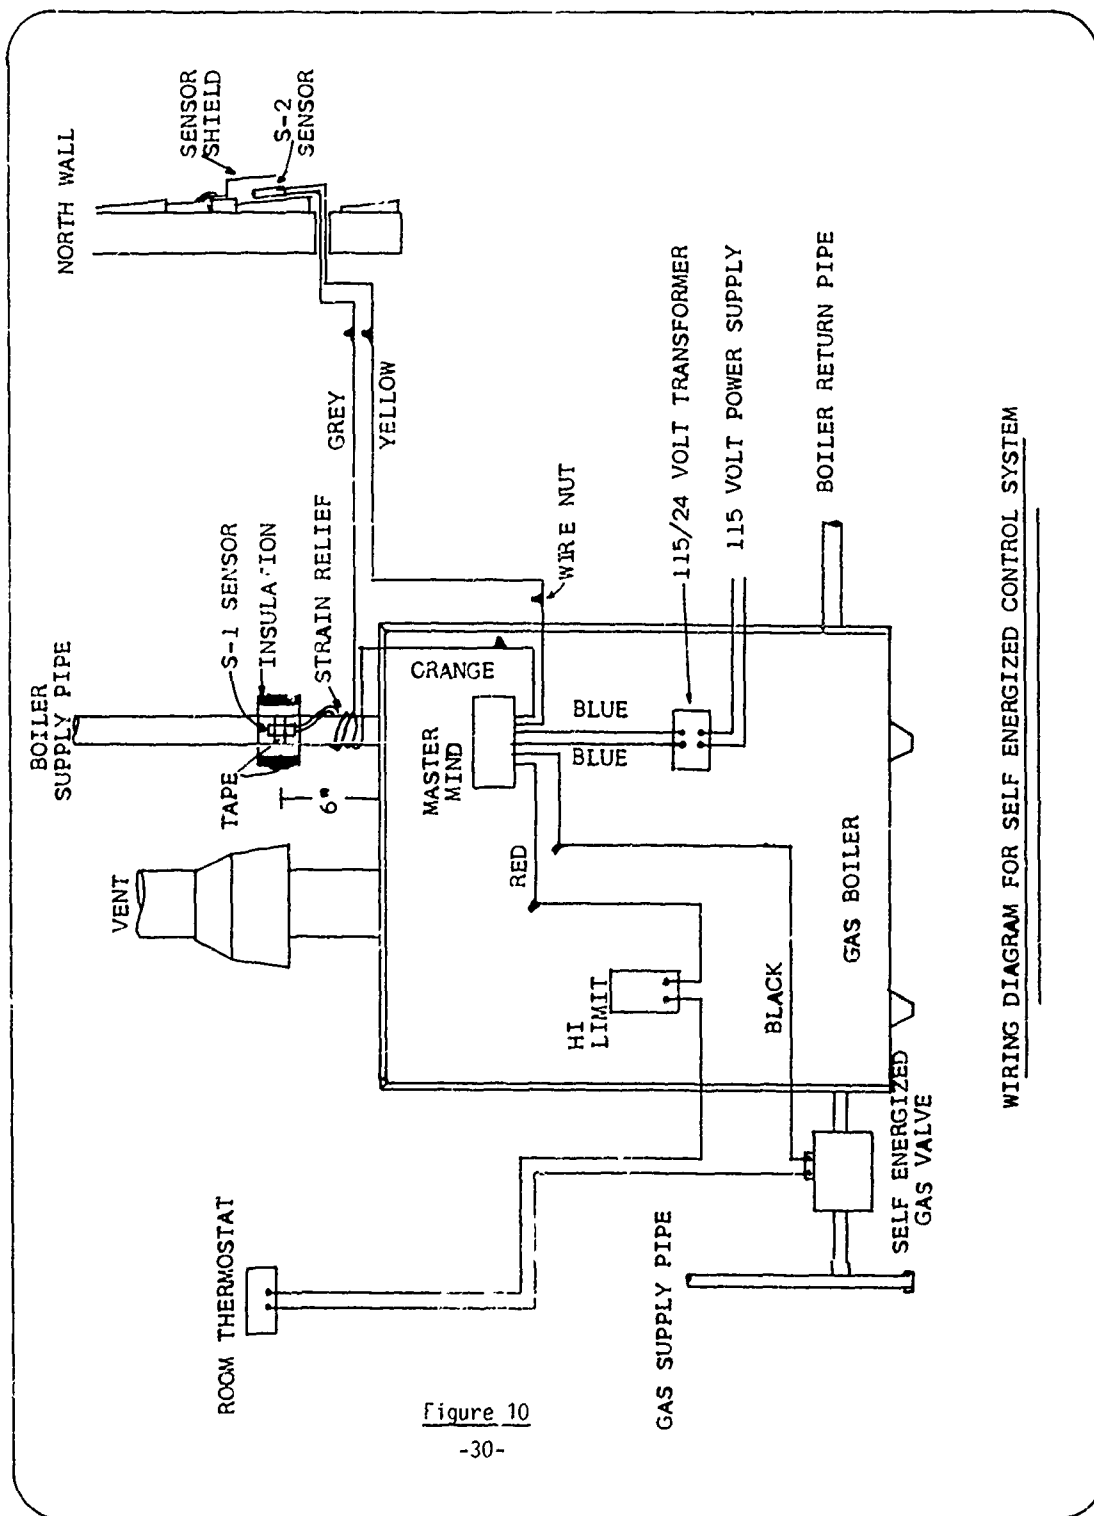 NORTH WALL
SENSOR
SHIELD
S-2
SENSOR
BOILER
SUPPLY PIPE
S-1 SENSOR
INSULATION
STRAIN RELIEF
TAPE
6"
VENT
GREY
YELLOW
WIRE NUT
ORANGE
MASTER
MIND
BLUE
BLUE
RED
115/24 VOLT TRANSFORMER
115 VOLT POWER SUPPLY
BOILER RETURN PIPE
HI
LIMIT
BLACK
GAS BOILER
ROOM THERMOSTAT
GAS SUPPLY PIPE
SELF ENERGIZED
GAS VALVE
WIRING DIAGRAM FOR SELF ENERGIZED CONTROL SYSTEM
Figure 10
-30-